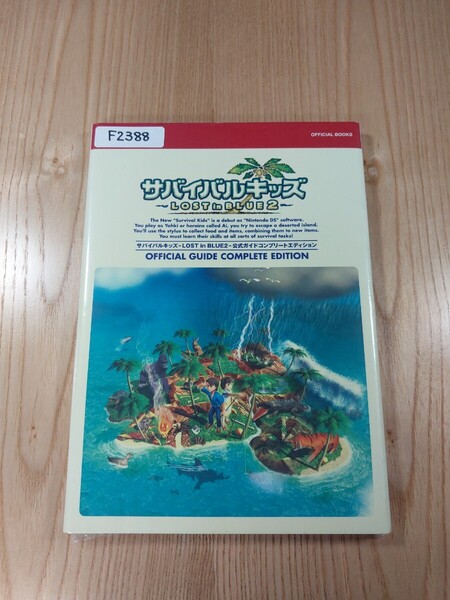 F2388
OFFICIAL BOOKS
サバイバルキッズ
~LOST in BLUE 2~
The New "Survival Kids" is a debut as "Nintendo DS" software.
You play as Yohki or heroine called Ai, you try to escape a deserted island.
You'll use the stylus to collect food and items, combining them to new items.
You must learn their skills at all sorts of survival tasks!
サバイバルキッズ-LOST in BLUE2-公式ガイドコンプリートエディション
OFFICIAL GUIDE COMPLETE EDITION